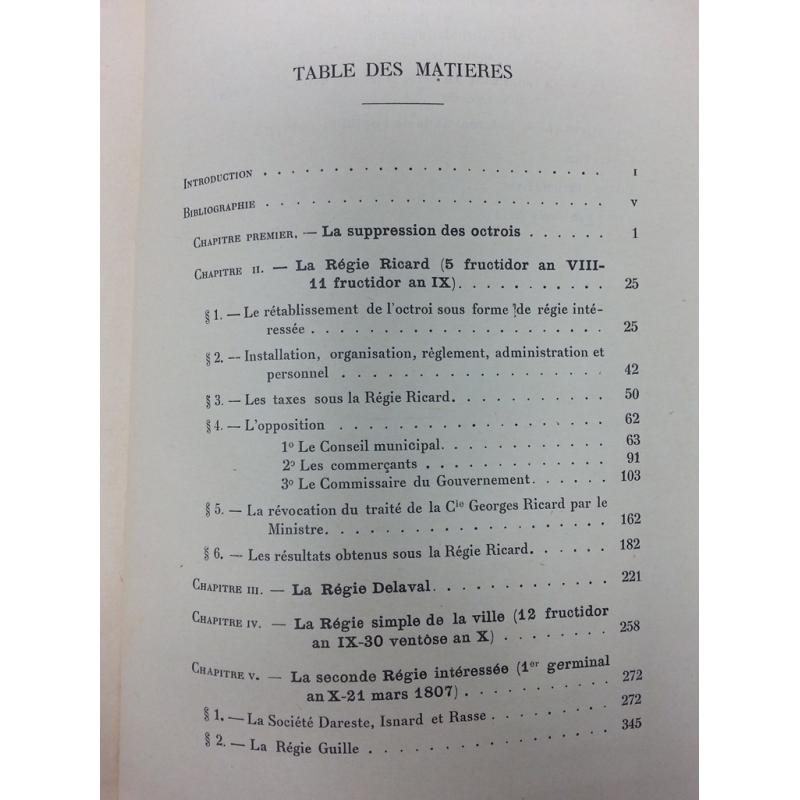 TABLE DES MATIERES
INTRODUCTION . . . . . . . . . . . . . . . . . . . . . . . I
BIBLIOGRAPHIE . . . . . . . . . . . . . . . . . . . . . . . V
CHAPITRE PREMIER. — La suppression des octrois . . . . . . 1
CHAPITRE II. — La Régie Ricard (5 fructidor an VIII-
11 fructidor an IX) . . . . . . . . . . . 25
§ 1. — Le rétablissement de l'octroi sous forme de régie inté-
ressée . . . . . . . . . . . . . . . . . . . . . 25
§ 2. — Installation, organisation, règlement, administration et
personnel . . . . . . . . . . . . . . . . . . . 42
§ 3. — Les taxes sous la Régie Ricard . . . . . . . . . . . 50
§ 4. — L'opposition . . . . . . . . . . . . . . . . . . . 62
1º Le Conseil municipal . . . . . . . . . . . . 63
2º Les commerçants . . . . . . . . . . . . . 91
3º Le Commissaire du Gouvernement . . . . . . 103
§ 5. — La révocation du traité de la Cie Georges Ricard par le
Ministre . . . . . . . . . . . . . . . . . . . . 162
§ 6. — Les résultats obtenus sous la Régie Ricard . . . . . . 182
CHAPITRE III. — La Régie Delaval . . . . . . . . . . . . . 221
CHAPITRE IV. — La Régie simple de la ville (12 fructidor
an IX-30 ventôse an X) . . . . . . . . 258
CHAPITRE V. — La seconde Régie intéressée (1er germinal
an X-21 mars 1807) . . . . . . . . . . . 272
§ 1. — La Société Dareste, Isnard et Rasse . . . . . . . . . 272
§ 2. — La Régie Guille . . . . . . . . . . . . . . . . . 345